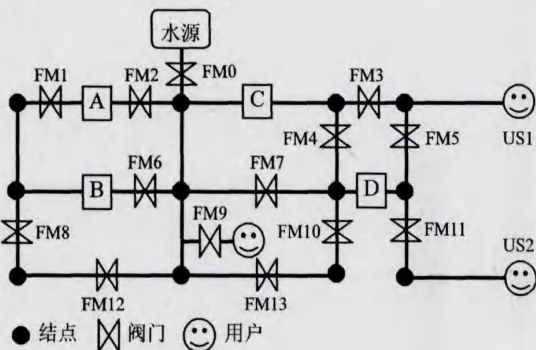 水源
FM0
FM1
FM2
FM3
A
C
FM4
FM5
US1
FM6
FM7
B
D
FM8
FM9
FM10
FM11
US2
FM12
FM13
结点 阀门 用户